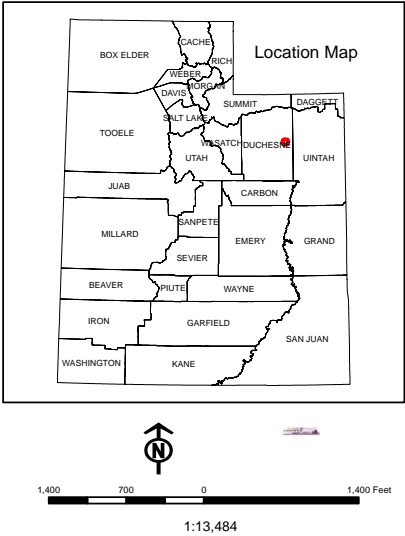 CACHE
BOX ELDER
Location Map
RICH
WEBER
MORGAN
DAVIS
SUMMIT
DAGGETT
SALT LAKE
TOOELE
WASATCH
DUCHESNE
UTAH
UINTAH
JUAB
CARBON
SANPETE
MILLARD
EMERY
GRAND
SEVIER
BEAVER
PIUTE
WAYNE
IRON
GARFIELD
SAN JUAN
WASHINGTON
KANE
N
1,400 700 0 1,400 Feet
1:13,484